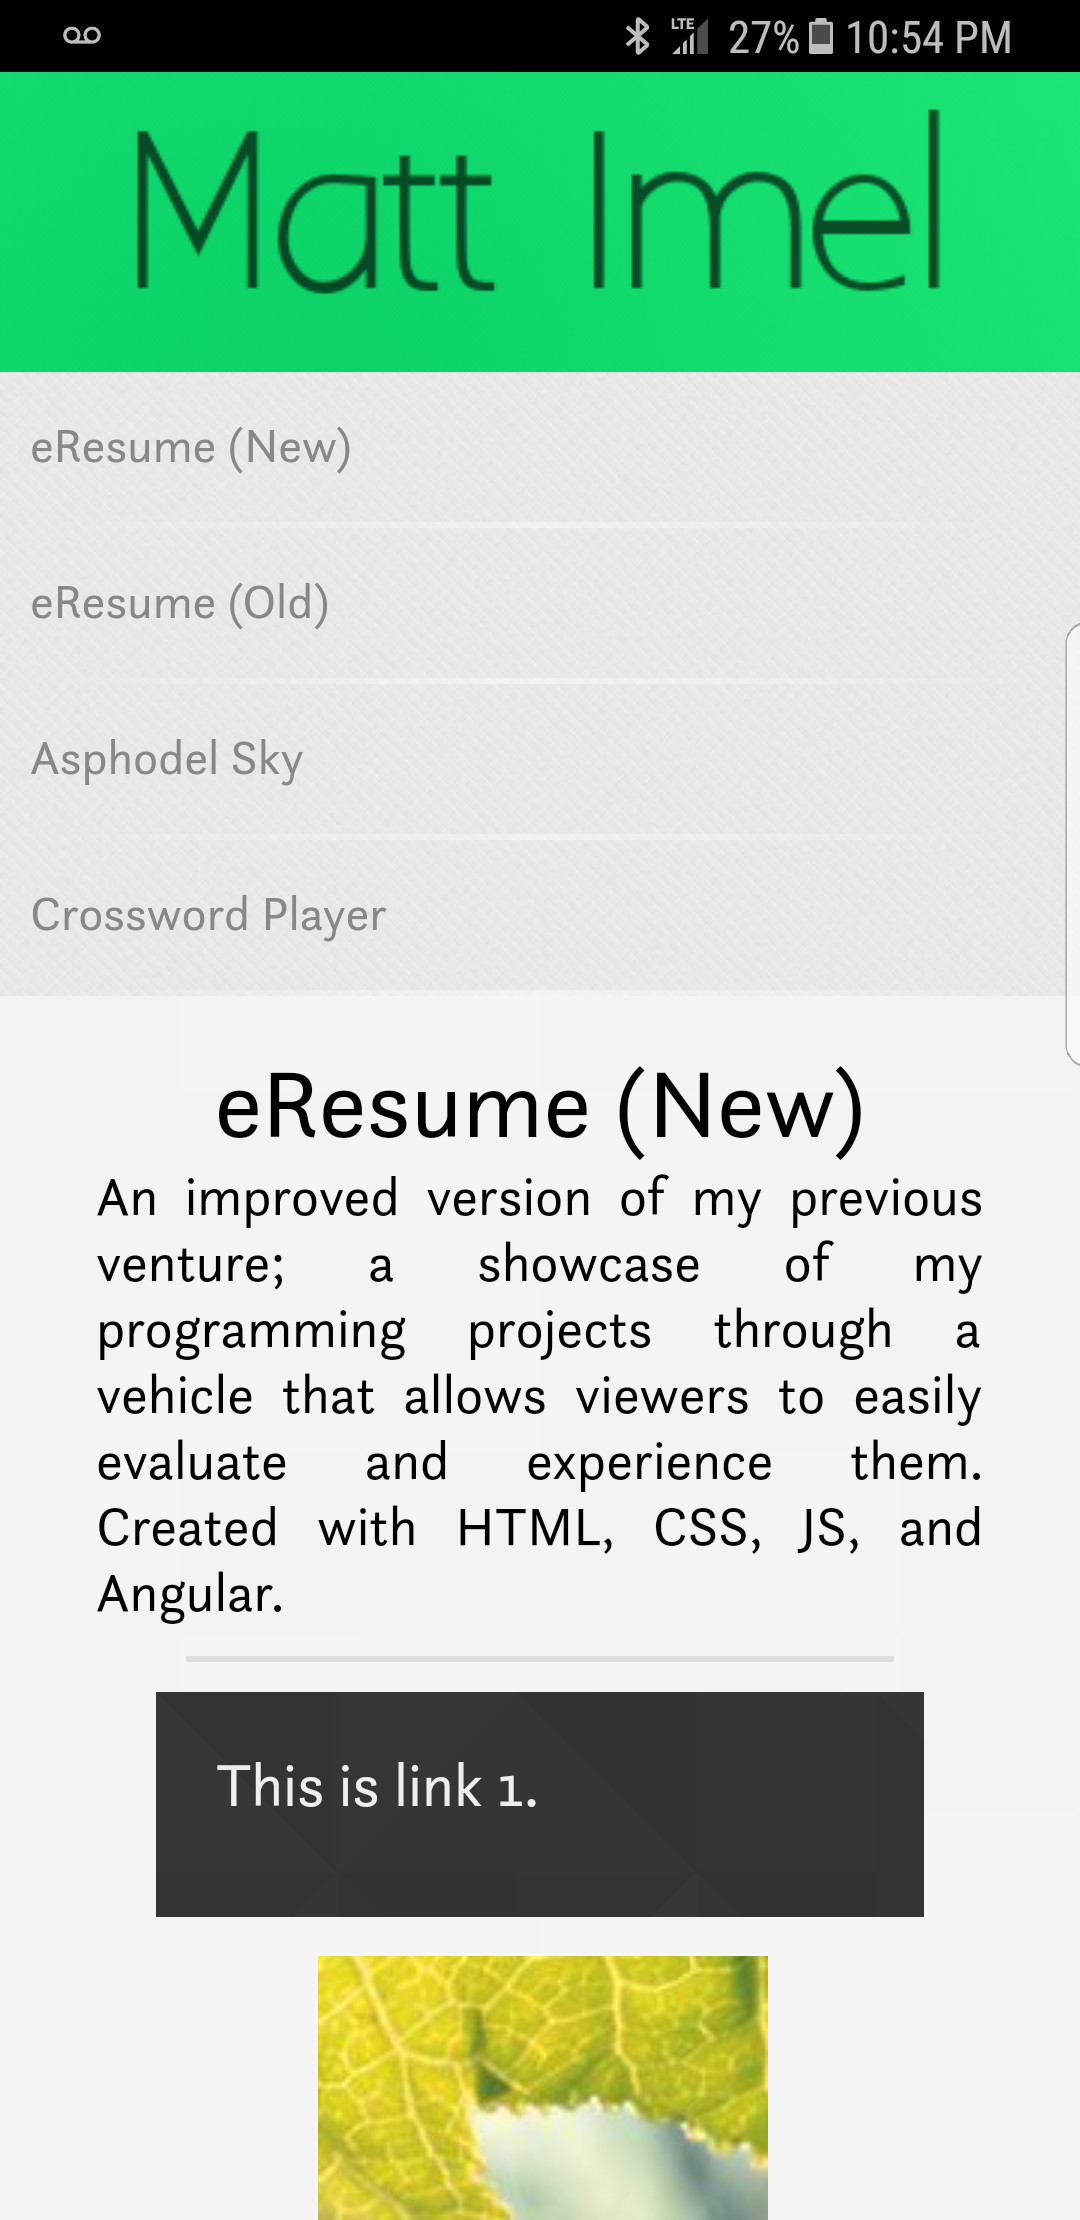 LTE 27% 10:54 PM
Matt Imel
eResume (New)
eResume (Old)
Asphodel Sky
Crossword Player
eResume (New)
An improved version of my previous
venture; a showcase of my
programming projects through a
vehicle that allows viewers to easily
evaluate and experience them.
Created with HTML, CSS, JS, and
Angular.
This is link 1.